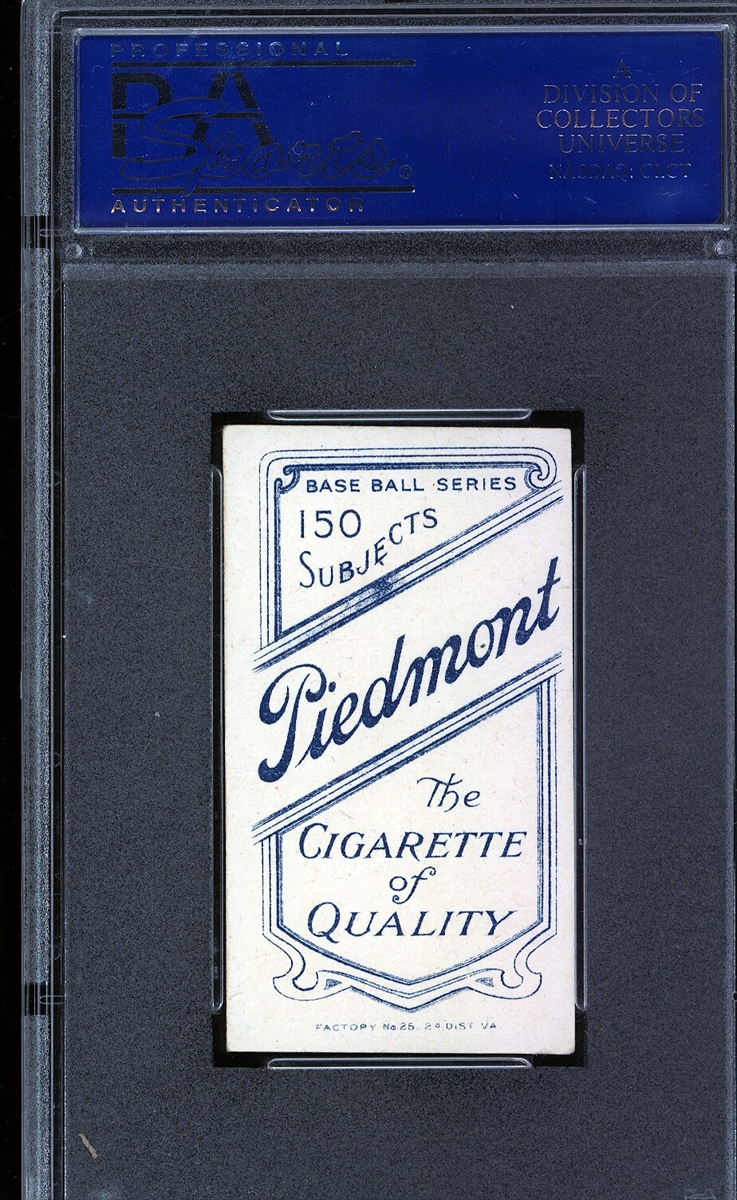 PROFESSIONAL
PSA
Sports
AUTHENTICATOR
A
DIVISION OF
COLLECTORS
UNIVERSE
NASDAQ: CLCT
BASE BALL SERIES
150
SUBJECTS
Piedmont
The
CIGARETTE
of
QUALITY
FACTORY No. 25. 2D DIST VA